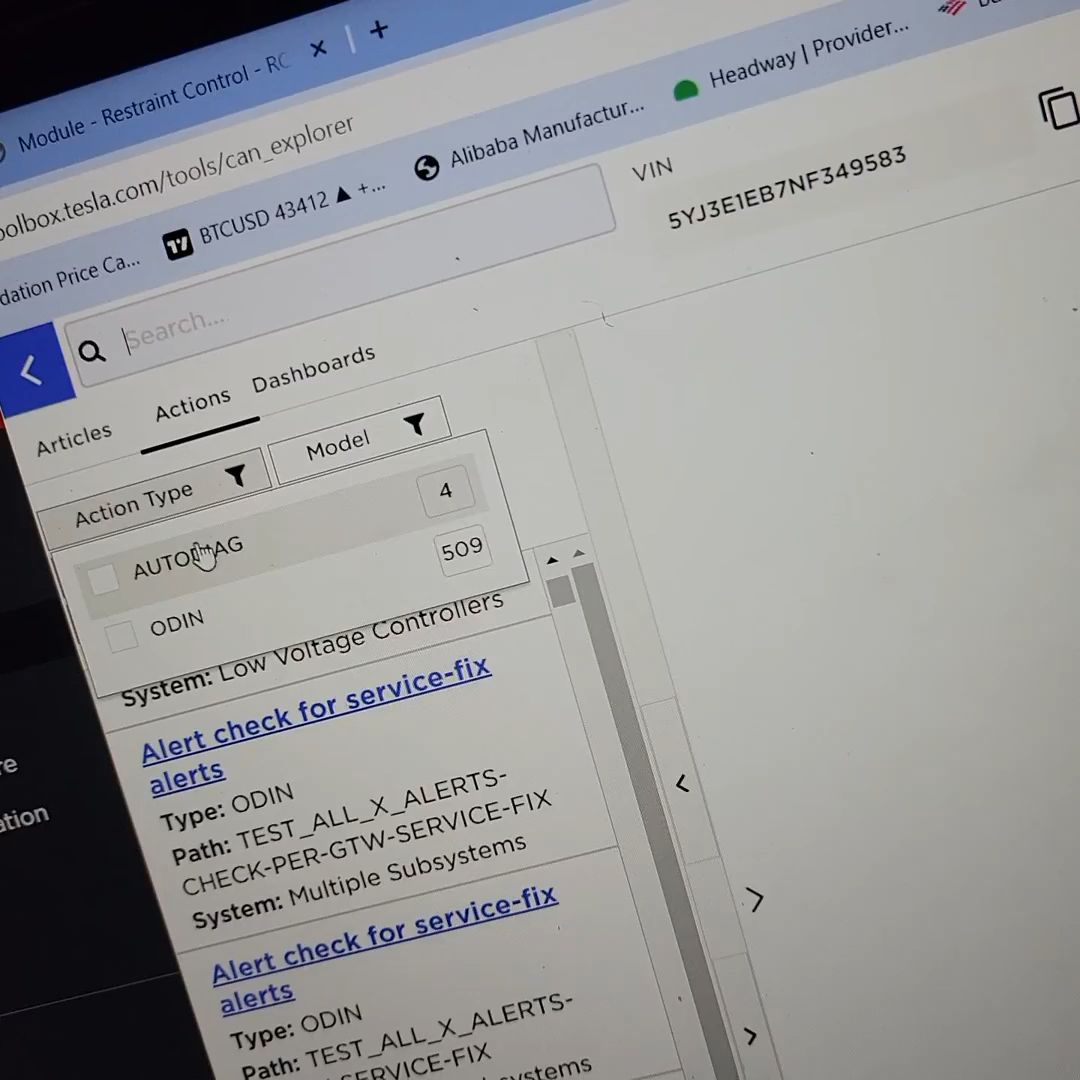 Module - Restraint Control - RC
oolbox.tesla.com/tools/can_explorer
dation Price Ca...
BTCUSD 43412 ▲ +...
Alibaba Manufactur...
Headway | Provider...
Search...
VIN
5YJ3E1EB7NF349583
Articles
Actions
Dashboards
Action Type
Model
AUTODIAG
4
ODIN
509
System: Low Voltage Controllers
Alert check for service-fix
alerts
Type: ODIN
Path: TEST_ALL_X_ALERTS-
CHECK-PER-GTW-SERVICE-FIX
System: Multiple Subsystems
Alert check for service-fix
alerts
Type: ODIN
Path: TEST_ALL_X_ALERTS-
SERVICE-FIX
ystems
re
ation